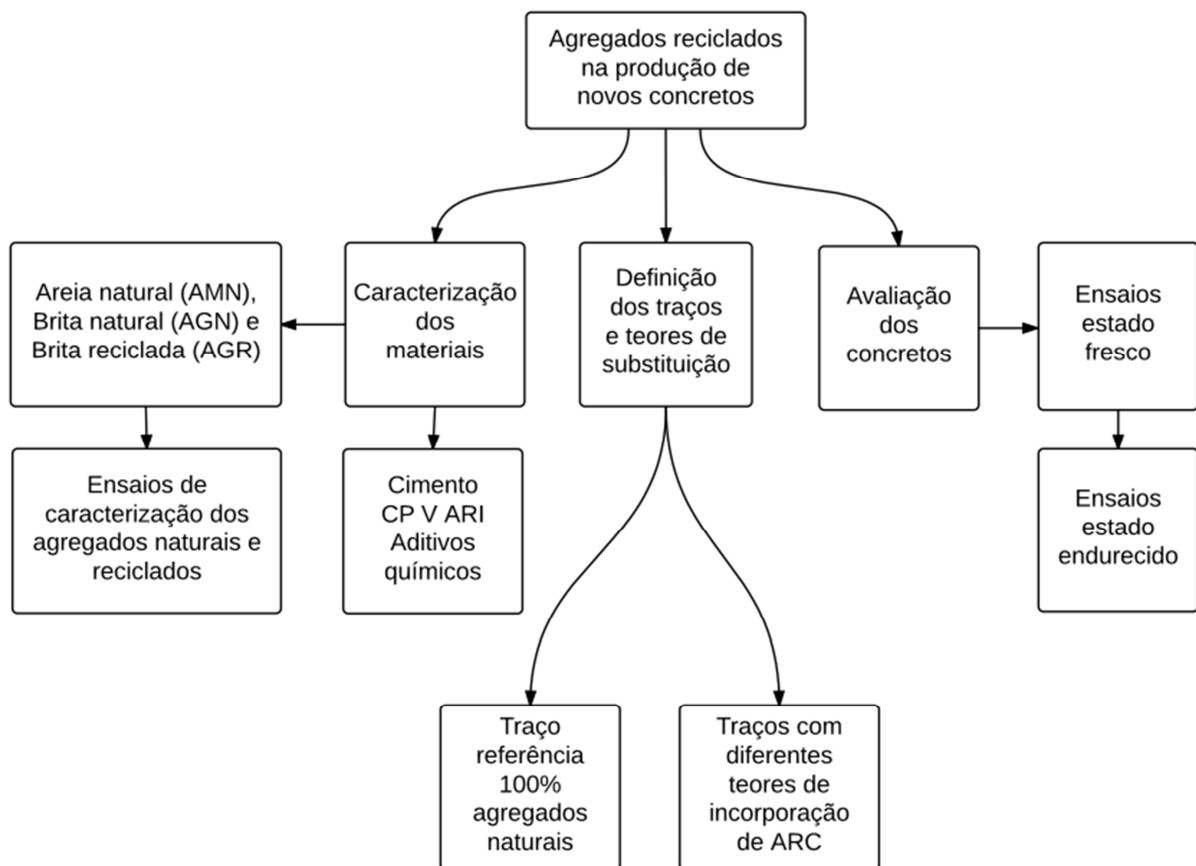 Agregados reciclados
na produção de
novos concretos
Areia natural (AMN),
Brita natural (AGN) e
Brita reciclada (AGR)
Caracterização
dos
materiais
Definição
dos traços
e teores de
substituição
Avaliação
dos
concretos
Ensaios
estado
fresco
Ensaios de
caracterização dos
agregados naturais e
reciclados
Cimento
CP V ARI
Aditivos
químicos
Ensaios
estado
endurecido
Traço
referência
100%
agregados
naturais
Traços com
diferentes
teores de
incorporação
de ARC